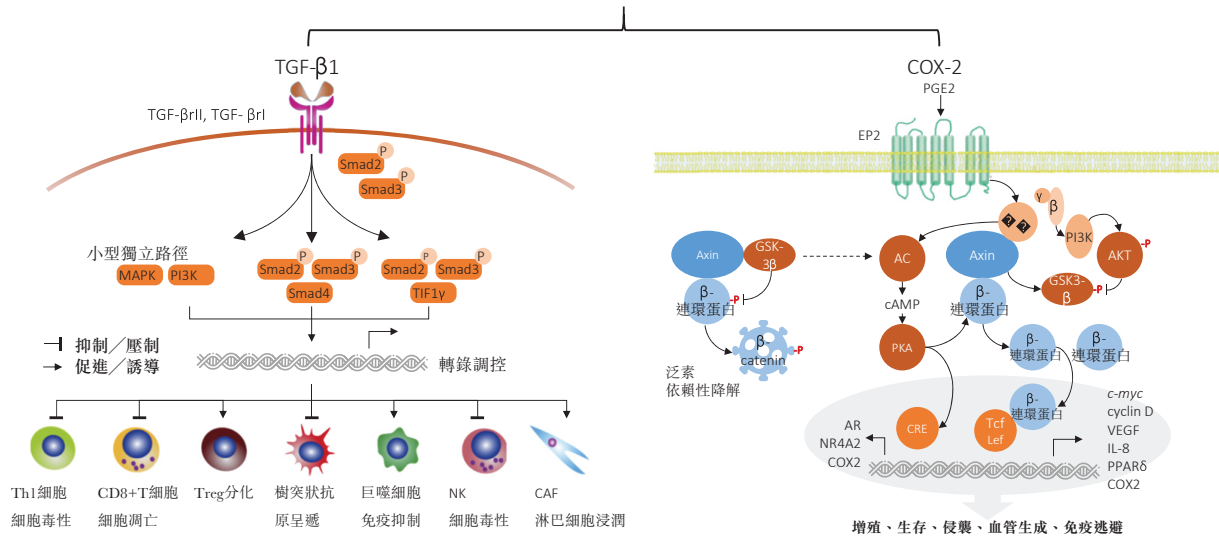 TGF-β1
TGF-βrII, TGF- βrI
P
Smad2
P
Smad3
小型獨立路徑
MAPK
PI3K
P
Smad2
P
Smad3
Smad4
P
Smad2
P
Smad3
TIF1γ
抑制／壓制
促進／誘導
轉錄調控
Th1細胞
細胞毒性
CD8+T細胞
細胞凋亡
Treg分化
樹突狀抗
原呈遞
巨噬細胞
免疫抑制
NK
細胞毒性
CAF
淋巴細胞浸潤
COX-2
PGE2
EP2
γ
β
PI3K
AKT
-P
Axin
GSK-
3β
β-
連環蛋白
-P
β-
catenin
-P
泛素
依賴性降解
AC
cAMP
PKA
Axin
β-
連環蛋白
GSK3-
β
-P
β-
連環蛋白
β-
連環蛋白
β-
連環蛋白
CRE
Tcf
Lef
AR
NR4A2
COX2
c-myc
cyclin D
VEGF
IL-8
PPARδ
COX2
增殖、生存、侵襲、血管生成、免疫逃避